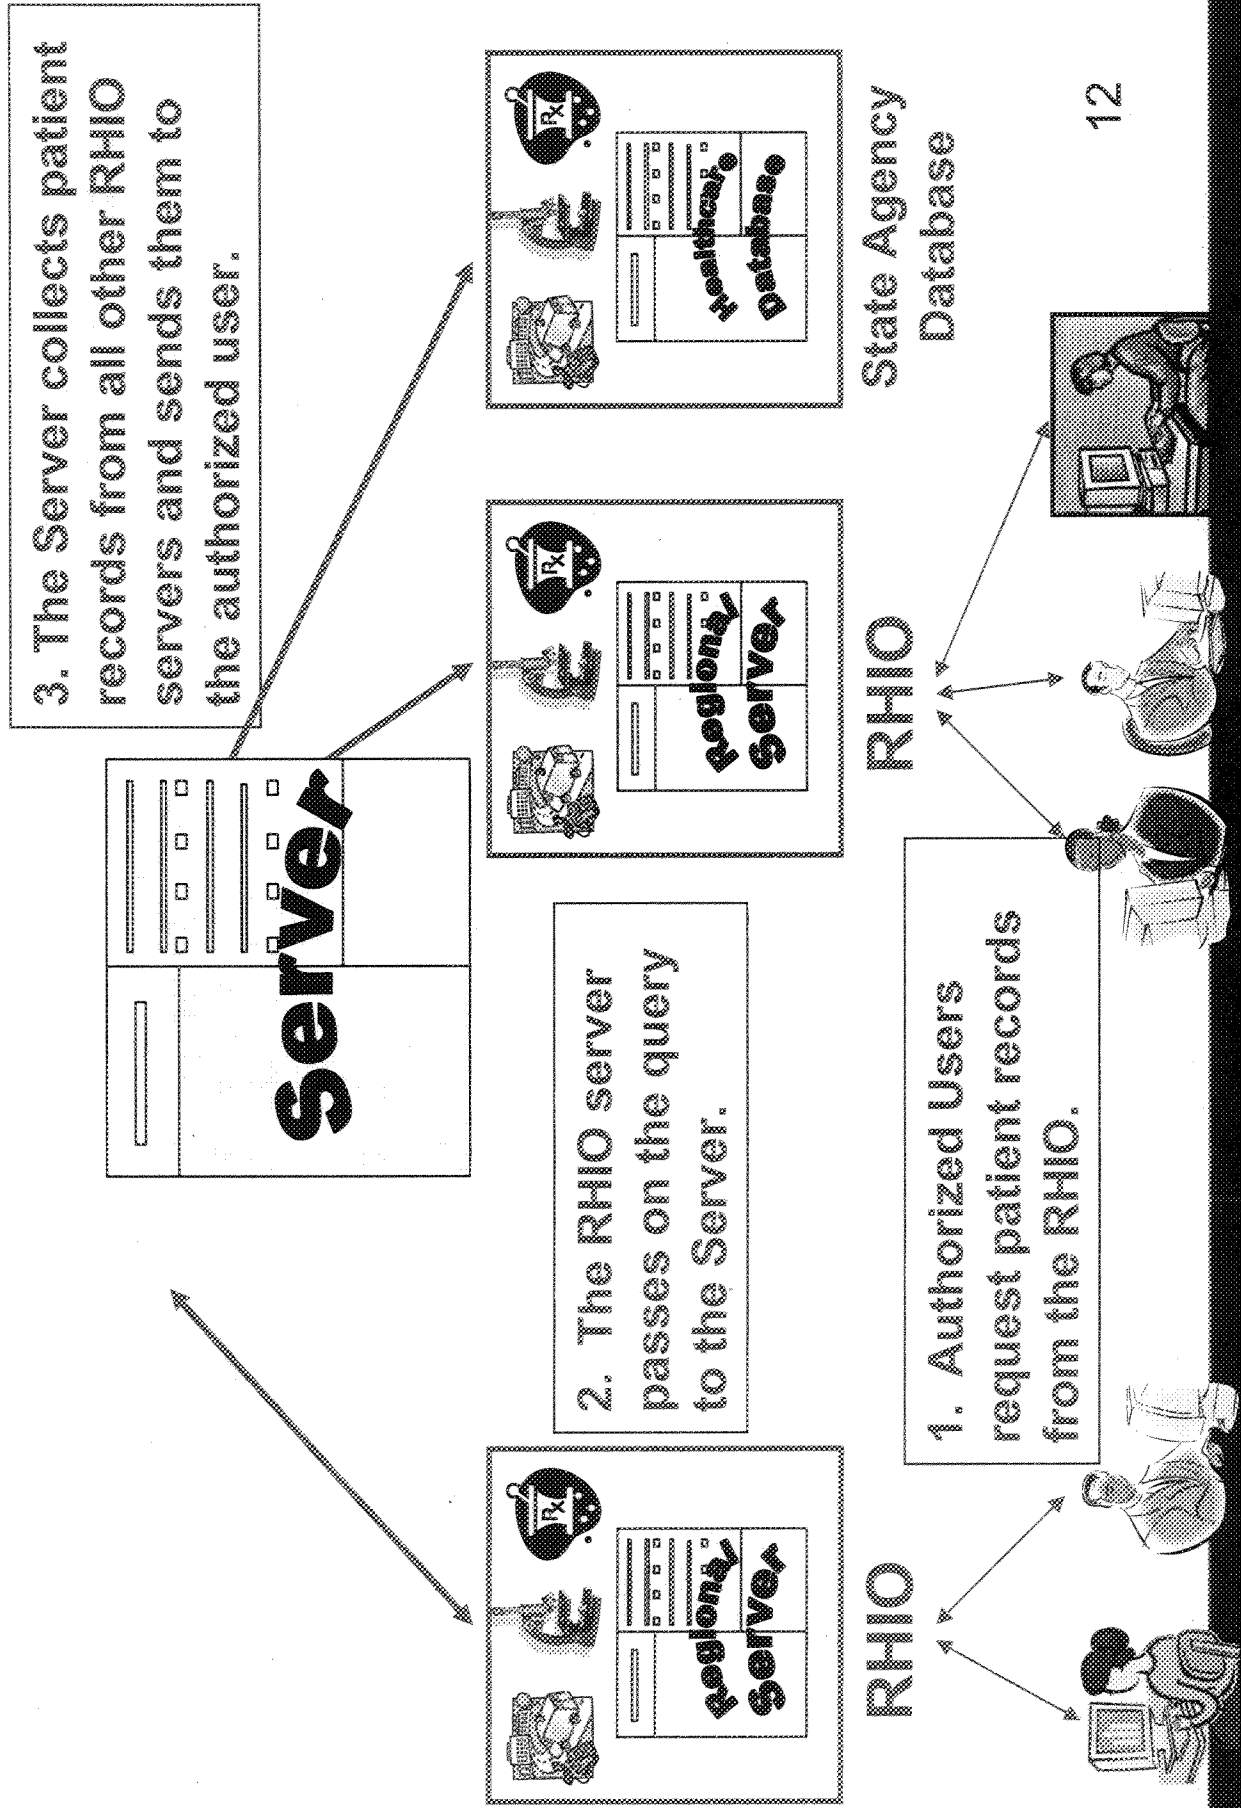 3. The Server collects patient
records from all other RHIO
servers and sends them to
the authorized user.
Server
2. The RHIO server
passes on the query
to the Server.
Rx
Regional
Server
RHIO
Rx
Regional
Server
RHIO
Rx
Healthcare
Database
State Agency
Database
1. Authorized Users
request patient records
from the RHIO.
12